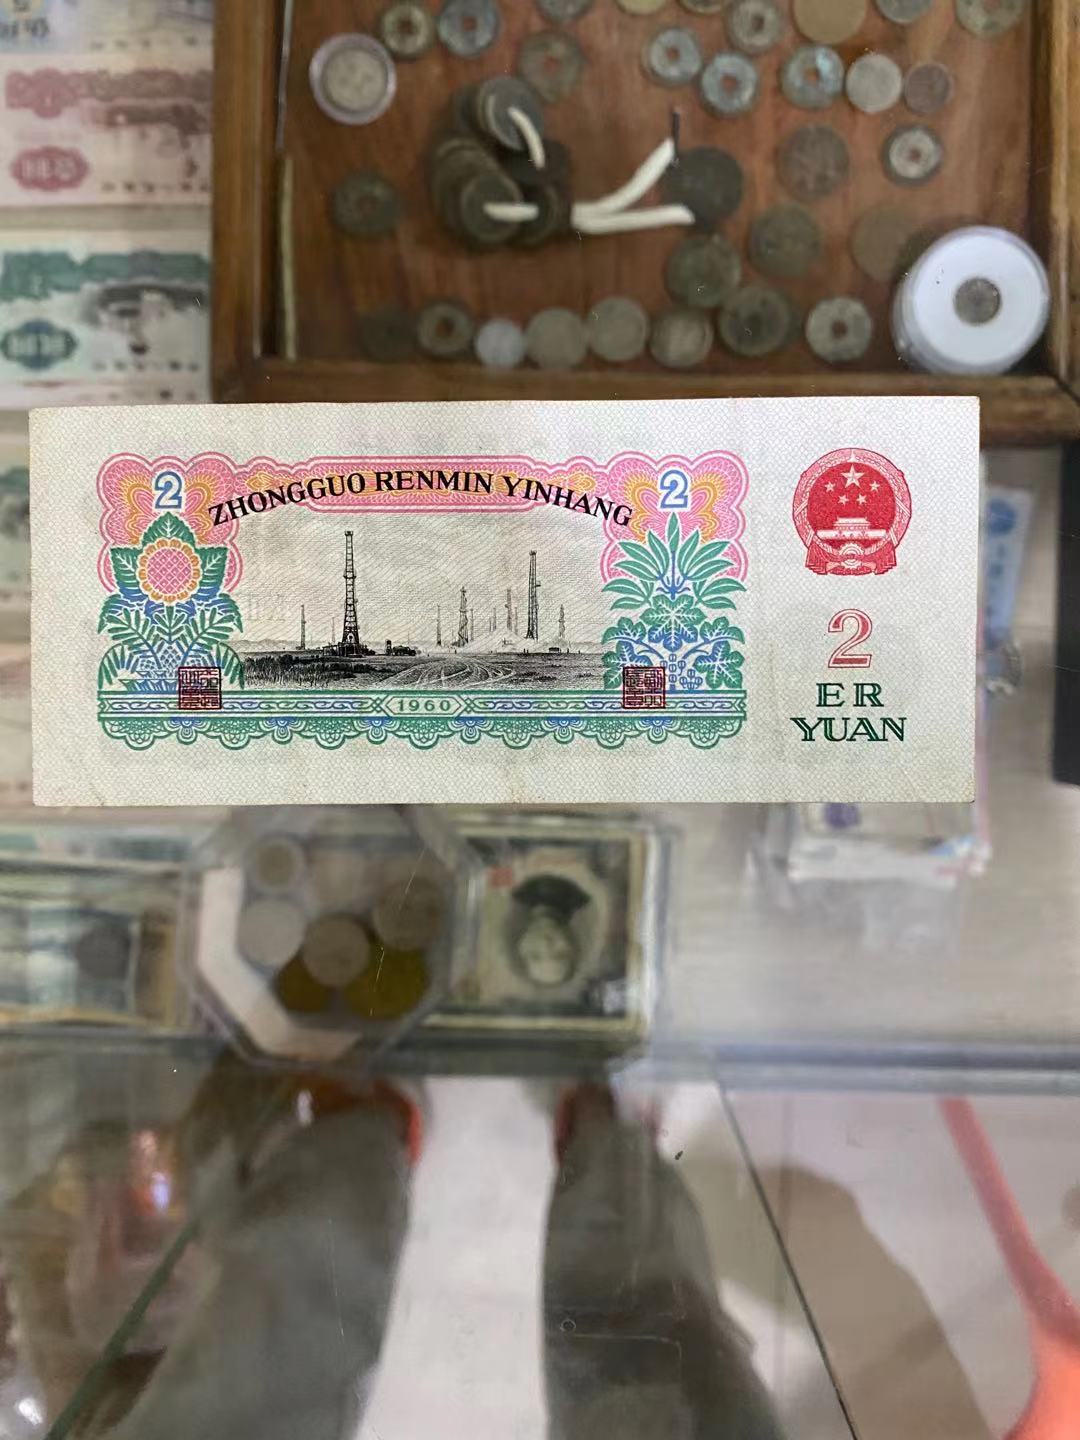 2
ZHONGGUO RENMIN YINHANG
2
1960
2
ER
YUAN